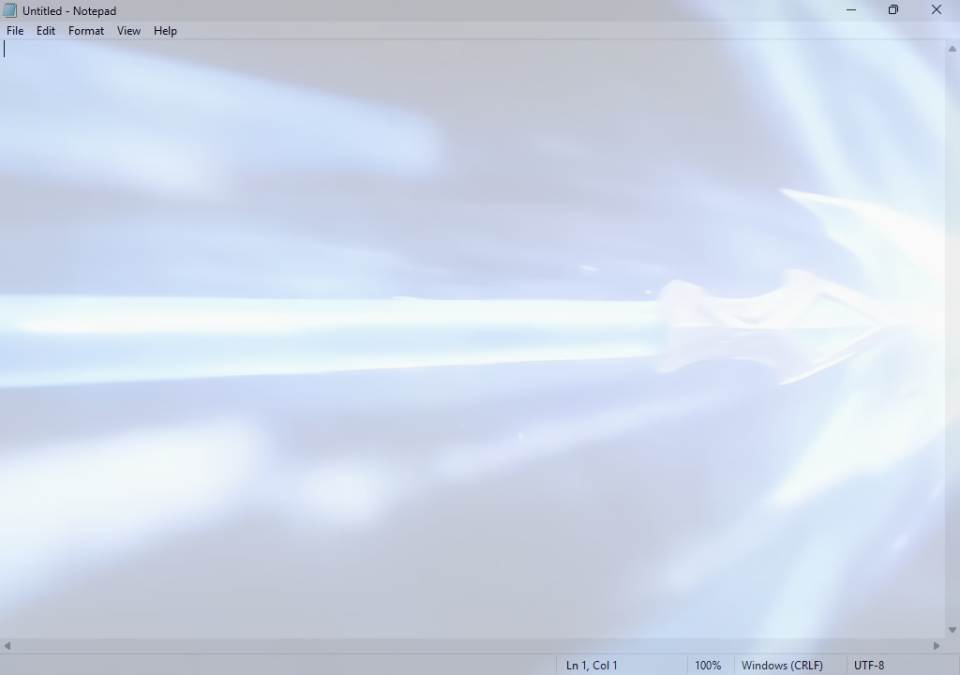 Untitled - Notepad
File Edit Format View Help
Ln 1, Col 1 100% Windows (CRLF) UTF-8